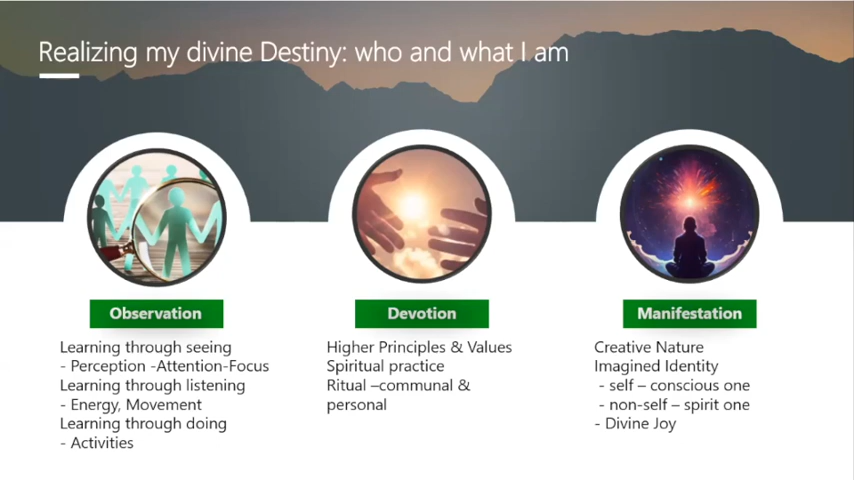 Realizing my divine Destiny: who and what I am
Observation
Learning through seeing
- Perception -Attention-Focus
Learning through listening
- Energy, Movement
Learning through doing
- Activities
Devotion
Higher Principles & Values
Spiritual practice
Ritual –communal &
personal
Manifestation
Creative Nature
Imagined Identity
- self – conscious one
- non-self – spirit one
- Divine Joy